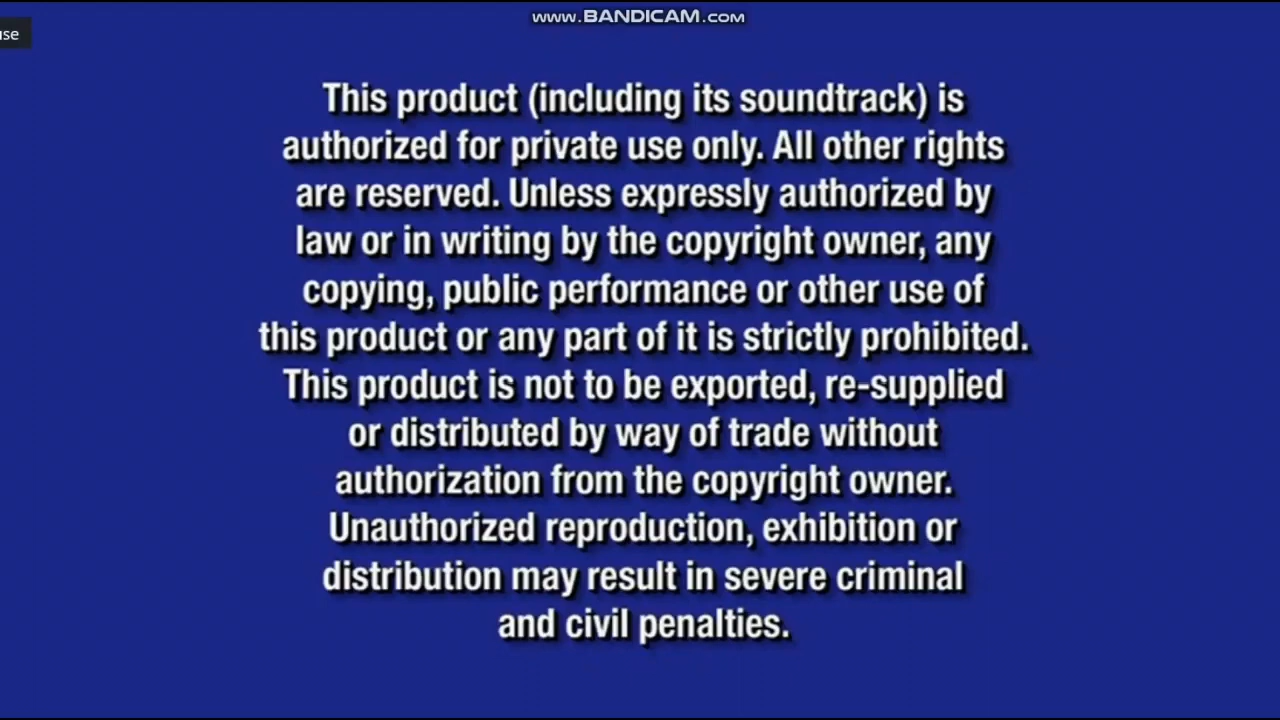 www.BANDICAM.com
use
This product (including its soundtrack) is
authorized for private use only. All other rights
are reserved. Unless expressly authorized by
law or in writing by the copyright owner, any
copying, public performance or other use of
this product or any part of it is strictly prohibited.
This product is not to be exported, re-supplied
or distributed by way of trade without
authorization from the copyright owner.
Unauthorized reproduction, exhibition or
distribution may result in severe criminal
and civil penalties.